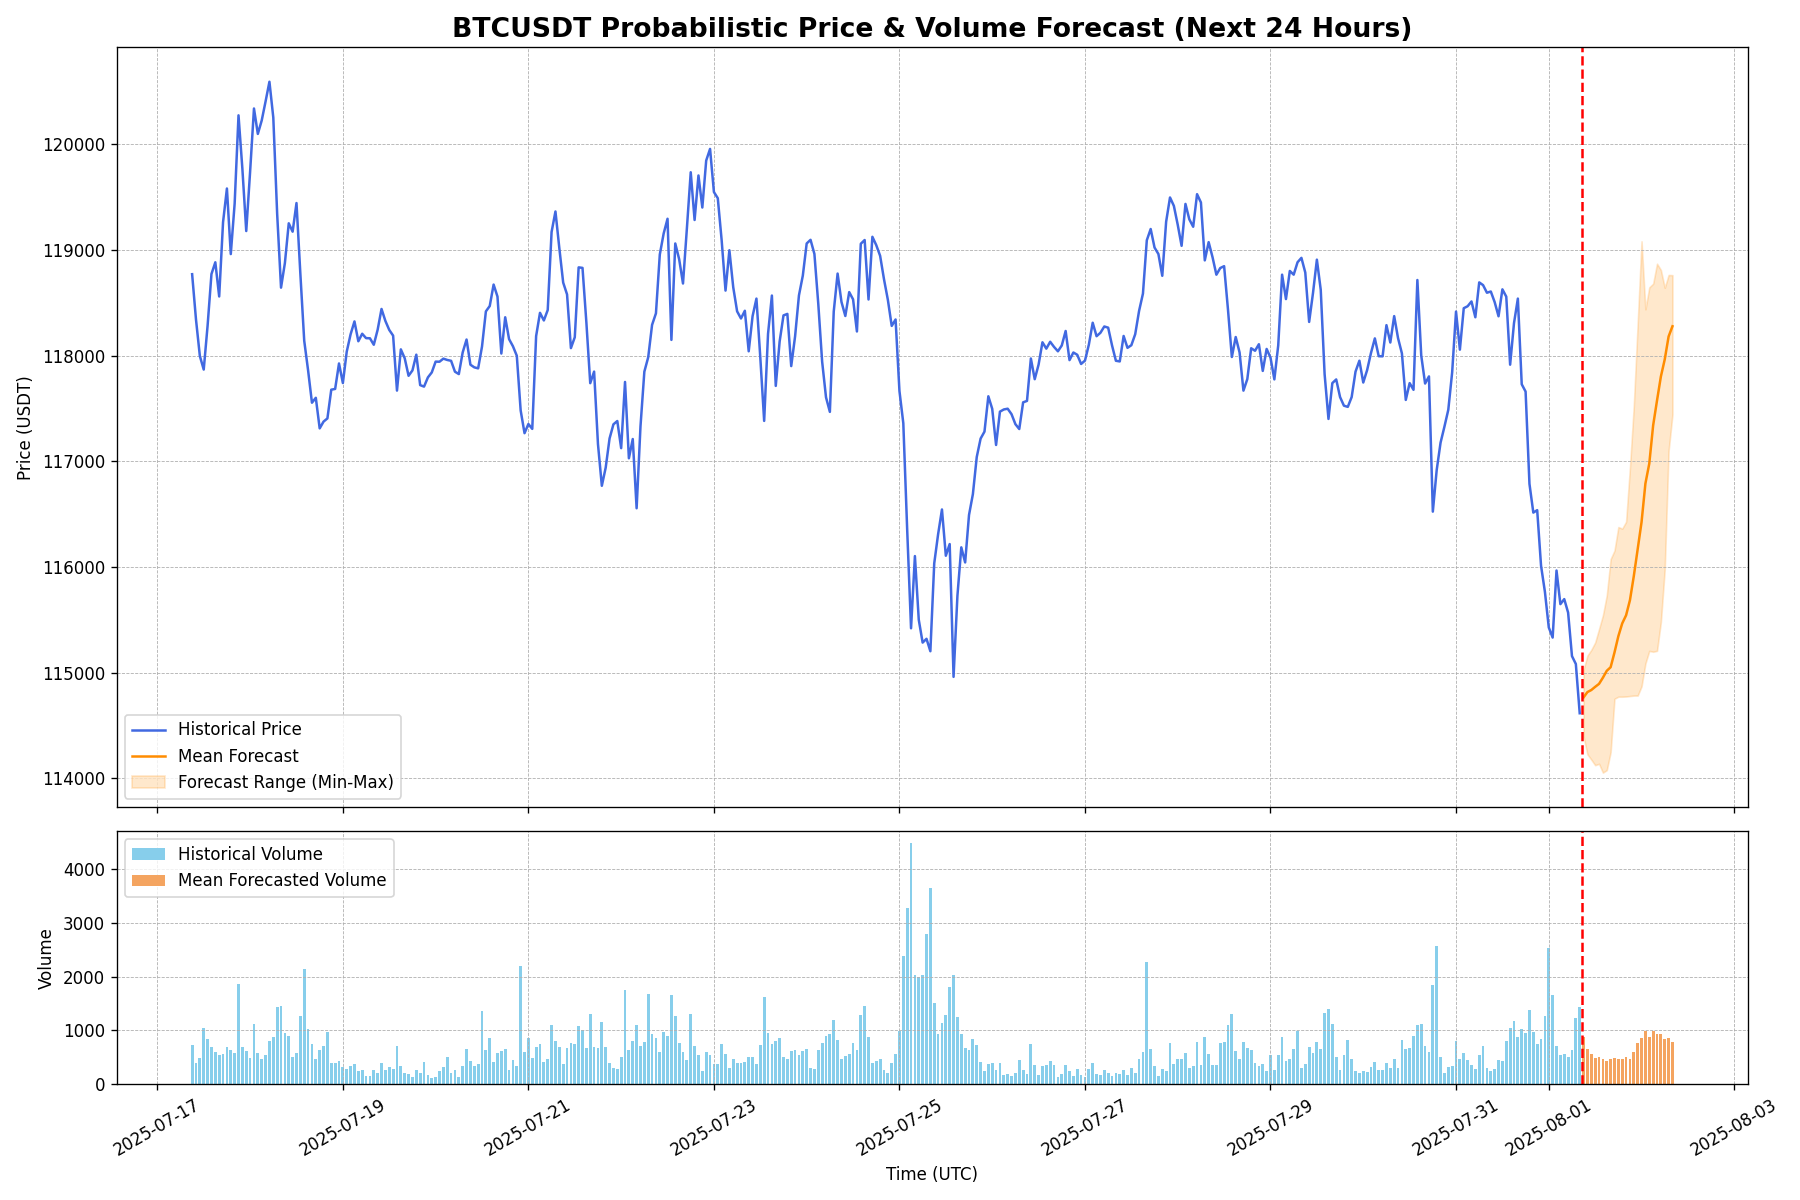 BTCUSDT Probabilistic Price & Volume Forecast (Next 24 Hours)
Price (USDT)
120000
119000
118000
117000
116000
115000
114000
Historical Price
Mean Forecast
Forecast Range (Min-Max)
Volume
4000
3000
2000
1000
0
Historical Volume
Mean Forecasted Volume
2025-07-17
2025-07-19
2025-07-21
2025-07-23
2025-07-25
2025-07-27
2025-07-29
2025-07-31
2025-08-01
2025-08-03
Time (UTC)